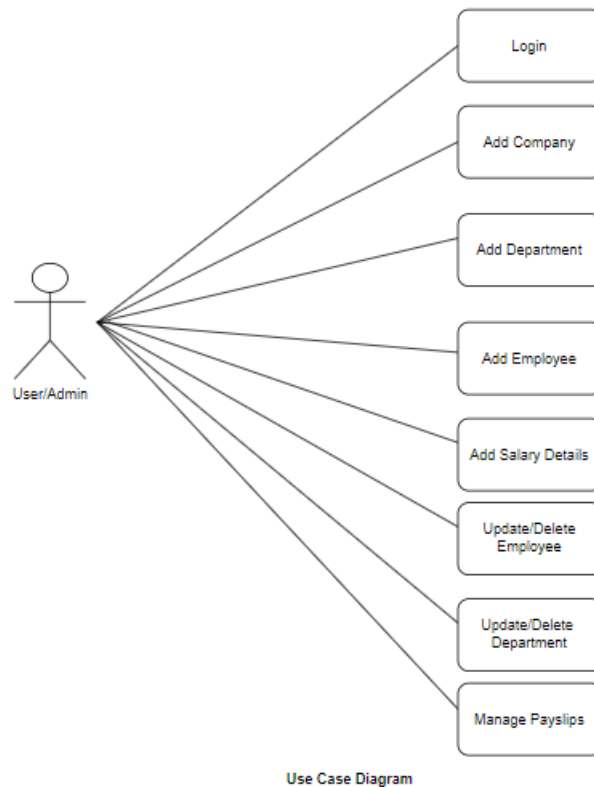 Login
Add Company
Add Department
User/Admin
Add Employee
Add Salary Details
Update/Delete
Employee
Update/Delete
Department
Manage Payslips
Use Case Diagram